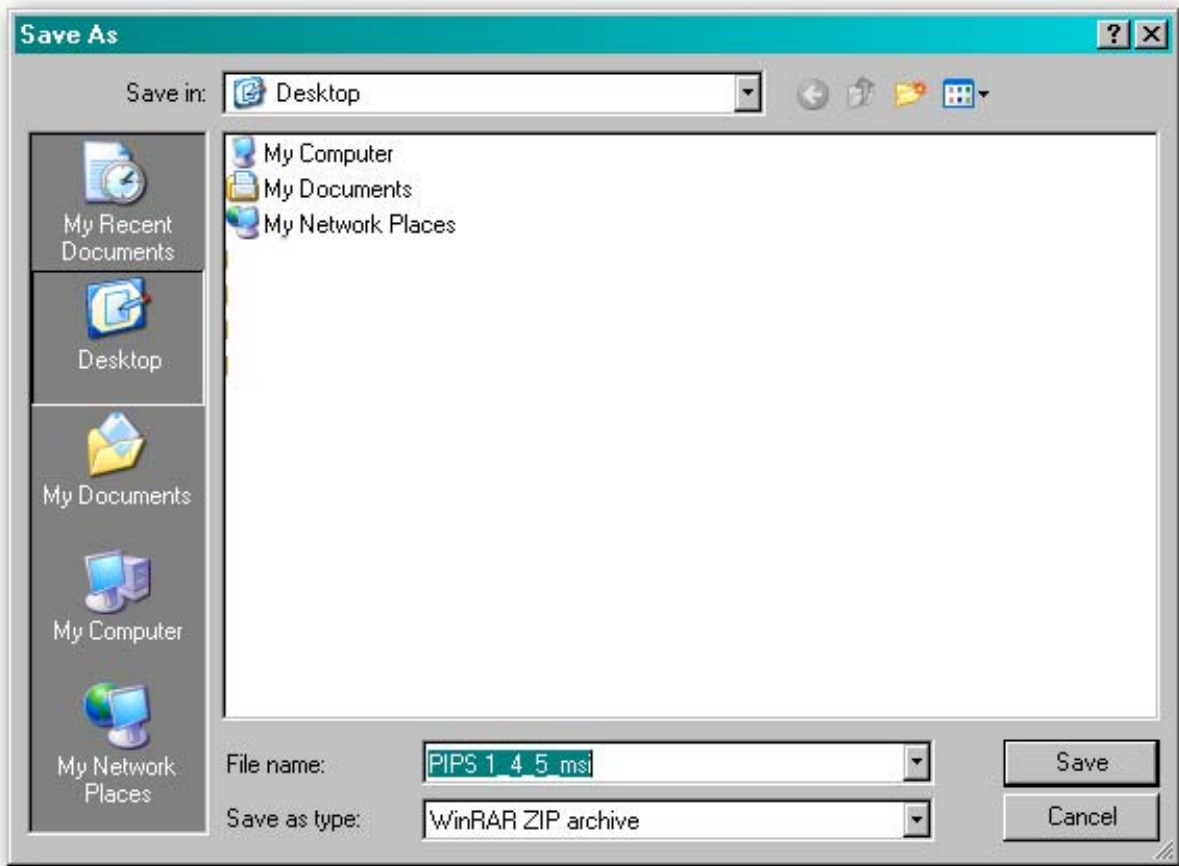 Save As
Save in:
Desktop
My Recent
Documents
Desktop
My Documents
My Computer
My Network
Places
My Computer
My Documents
My Network Places
File name:
PIPS 1_4_5_msi
Save
Save as type:
WinRAR ZIP archive
Cancel